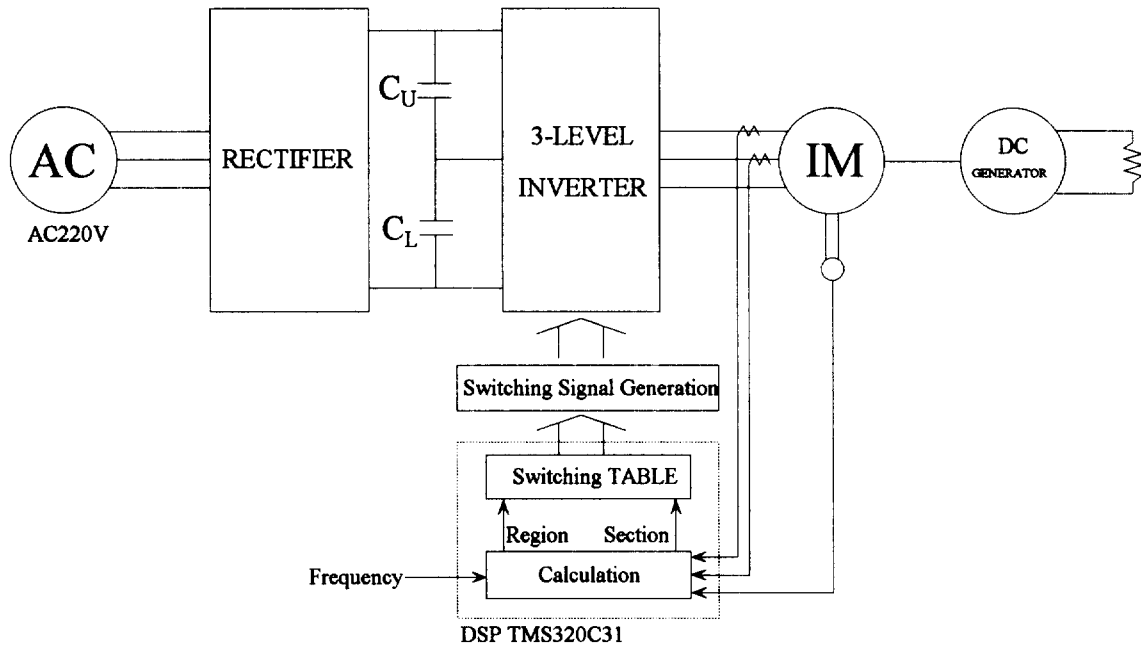 AC
AC220V
RECTIFIER
C_U
C_L
3-LEVEL
INVERTER
IM
DC
GENERATOR
Switching Signal Generation
Switching TABLE
Region
Section
Frequency
Calculation
DSP TMS320C31